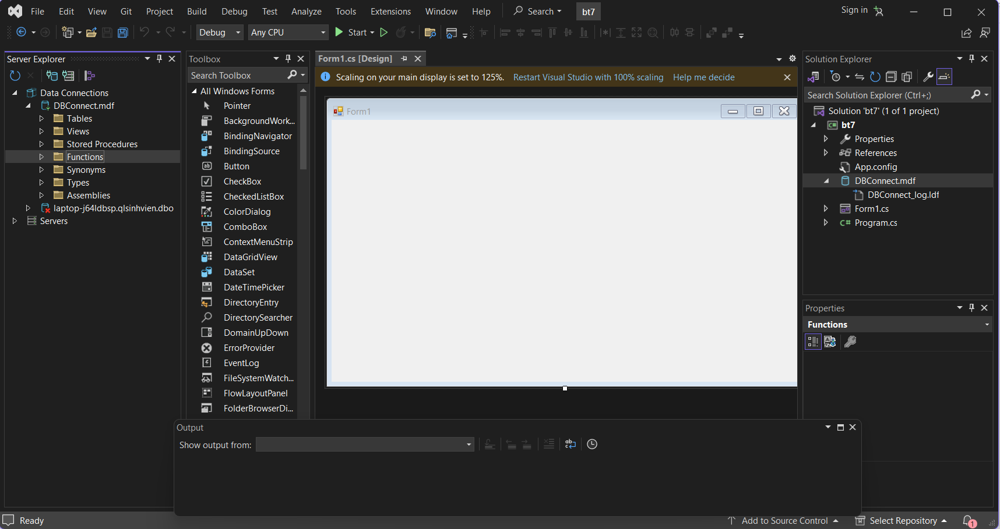 File Edit View Git Project Build Debug Test Analyze Tools Extensions Window Help Search bt7 Sign in
Debug Any CPU Start
Server Explorer
Data Connections
DBConnect.mdf
Tables
Views
Stored Procedures
Functions
Synonyms
Types
Assemblies
laptop-j64ldbsp.qlsinhvien.dbo
Servers
Toolbox
Search Toolbox
All Windows Forms
Pointer
BackgroundWork...
BindingNavigator
BindingSource
Button
CheckBox
CheckedListBox
ColorDialog
ComboBox
ContextMenuStrip
DataGridView
DataSet
DateTimePicker
DirectoryEntry
DirectorySearcher
DomainUpDown
ErrorProvider
EventLog
FileSystemWatch...
FlowLayoutPanel
FolderBrowserDi...
Form1.cs [Design]
Scaling on your main display is set to 125%. Restart Visual Studio with 100% scaling Help me decide
Form1
Solution Explorer
Search Solution Explorer (Ctrl+;)
Solution 'bt7' (1 of 1 project)
C# bt7
Properties
References
App.config
DBConnect.mdf
DBConnect_log.ldf
Form1.cs
C# Program.cs
Properties
Functions
Output
Show output from:
Ready Add to Source Control Select Repository 1